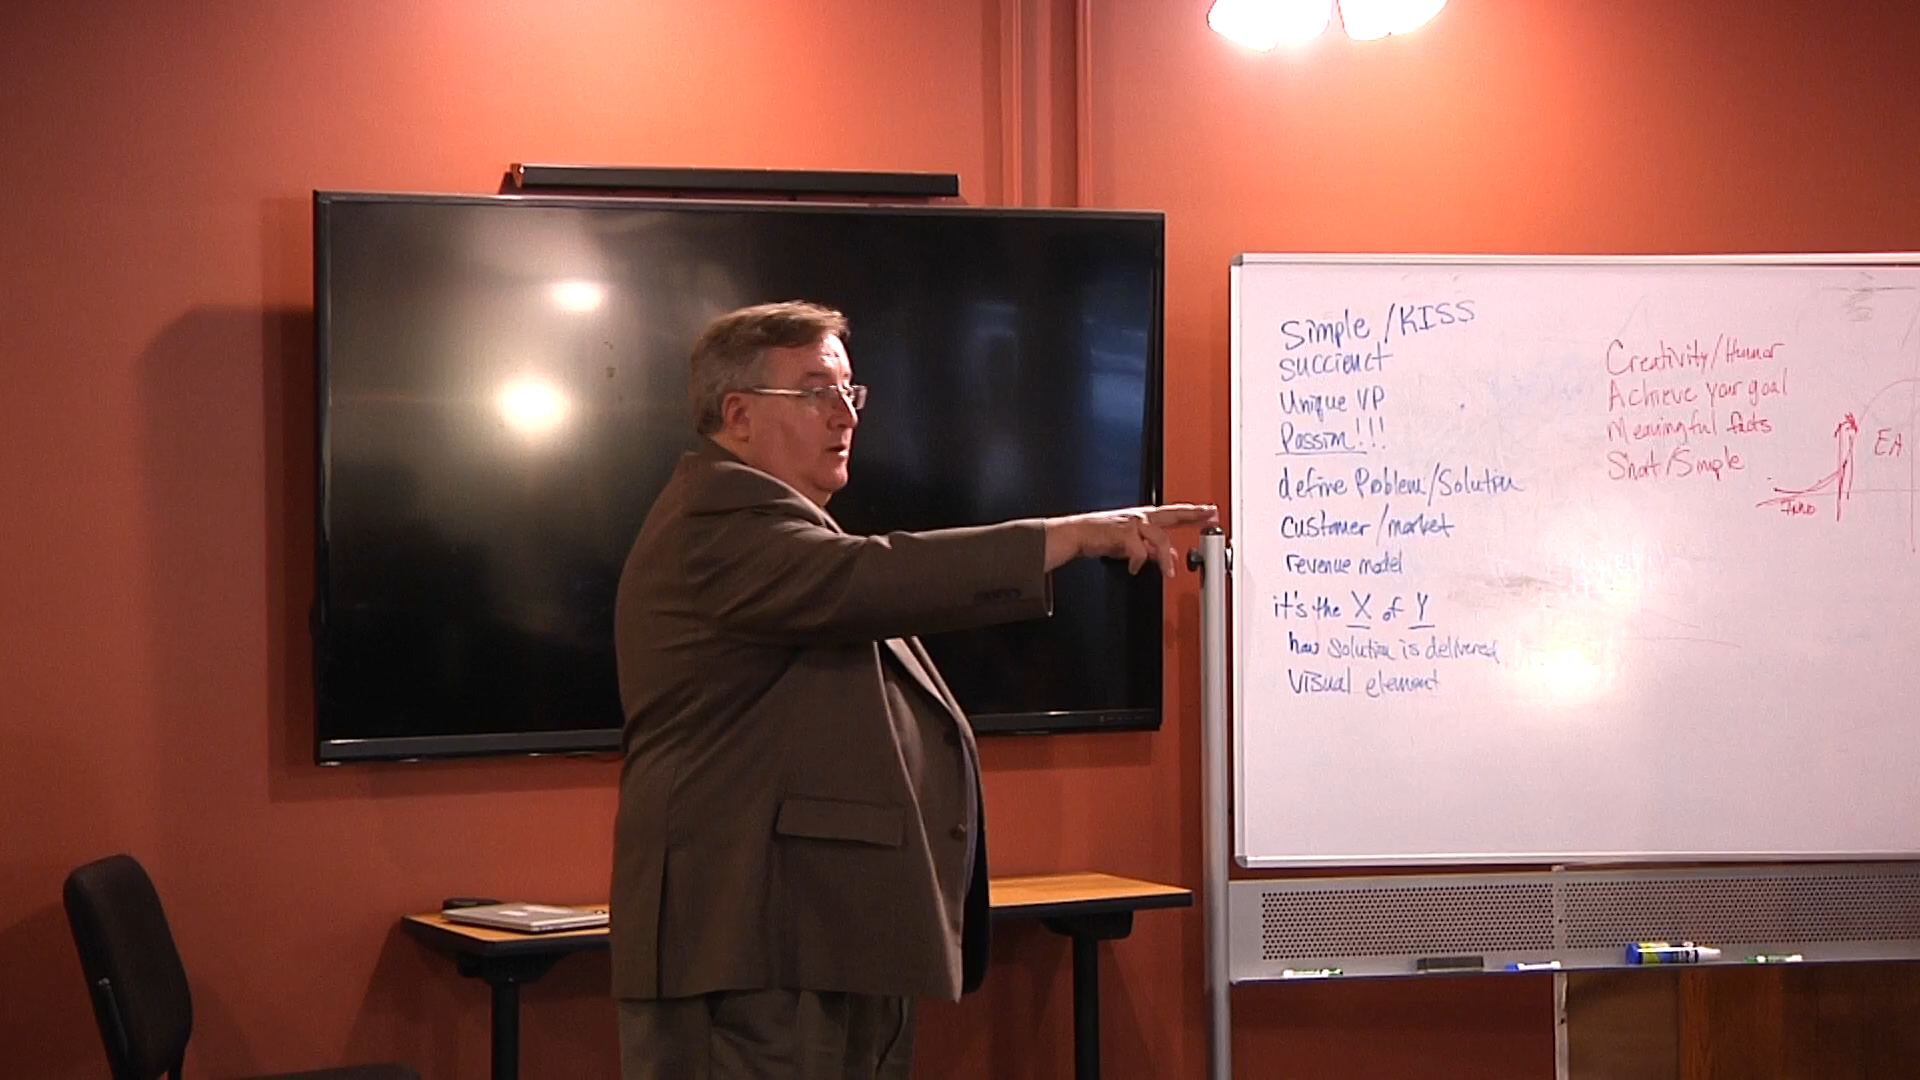 Simple/KISS
succienct
Unique VP
Passion!!!
define Problem/Solution
customer/market
revenue model
it's the X of Y
how solution is delivered
Visual element
Creativity/Humor
Achieve your goal
Meaningful facts
Short/Simple
EA